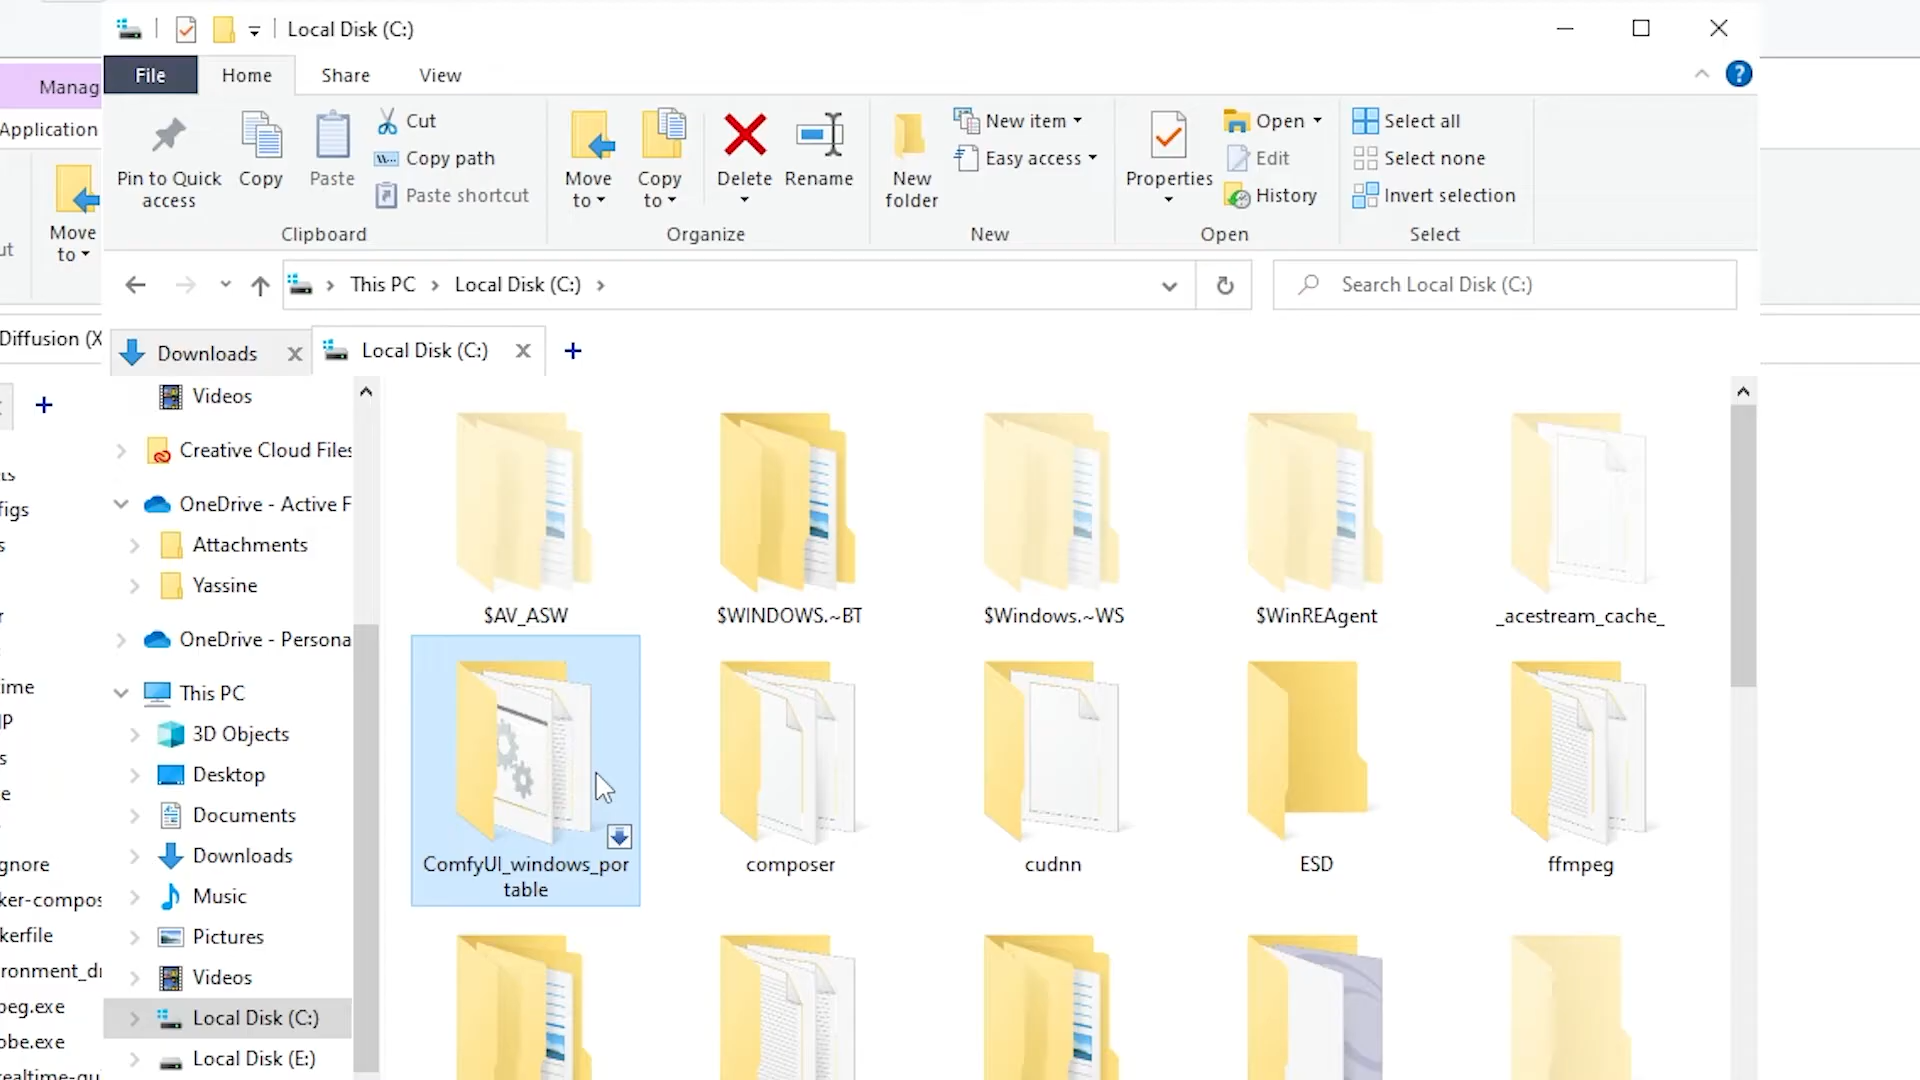 Local Disk (C:)
File
Home
Share
View
Manag
Application
Pin to Quick
access
Copy
Paste
Cut
Copy path
Paste shortcut
Move
to
Copy
to
Delete
Rename
New
folder
New item
Easy access
Properties
Open
Edit
History
Select all
Select none
Invert selection
Clipboard
Organize
New
Open
Select
Move
to
This PC
Local Disk (C:)
Search Local Disk (C:)
Diffusion (X
Downloads
Local Disk (C:)
Videos
Creative Cloud Files
OneDrive - Active F
Attachments
Yassine
OneDrive - Persona
This PC
3D Objects
Desktop
Documents
Downloads
Music
Pictures
Videos
Local Disk (C:)
Local Disk (E:)
$AV_ASW
$WINDOWS.~BT
$Windows.~WS
$WinREAgent
_acestream_cache_
ComfyUI_windows_por
table
composer
cudnn
ESD
ffmpeg
figs
ime
gnore
ker-compos
kerfile
ronment_dr
peg.exe
obe.exe
realtime-gui